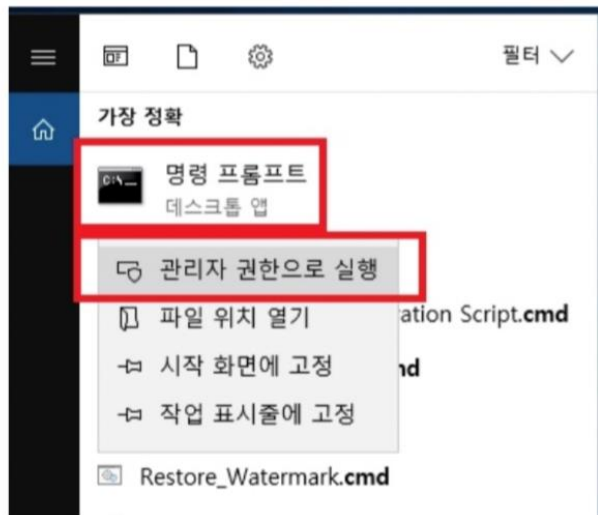 필터
가장 정확
C:\_
명령 프롬프트
데스크톱 앱
관리자 권한으로 실행
파일 위치 열기
ation Script.cmd
시작 화면에 고정
nd
작업 표시줄에 고정
Restore_Watermark.cmd